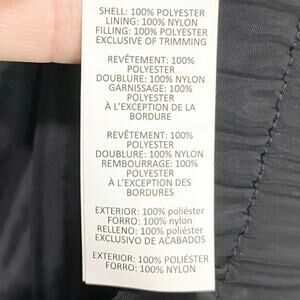 SHELL: 100% POLYESTER
LINING: 100% NYLON
FILLING: 100% POLYESTER
EXCLUSIVE OF TRIMMING
REVÊTEMENT: 100%
POLYESTER
DOUBLURE: 100% NYLON
GARNISSAGE: 100%
POLYESTER
À L'EXCEPTION DE LA
BORDURE
REVÊTEMENT: 100%
POLYESTER
DOUBLURE: 100% NYLON
REMBOURRAGE: 100%
POLYESTER
À L'EXCEPTION DES
BORDURES
EXTERIOR: 100% poliéster
FORRO: 100% nylon
RELLENO: 100% poliéster
EXCLUSIVO DE ACABADOS
EXTERIOR: 100% POLIÉSTER
FORRO: 100% NYLON